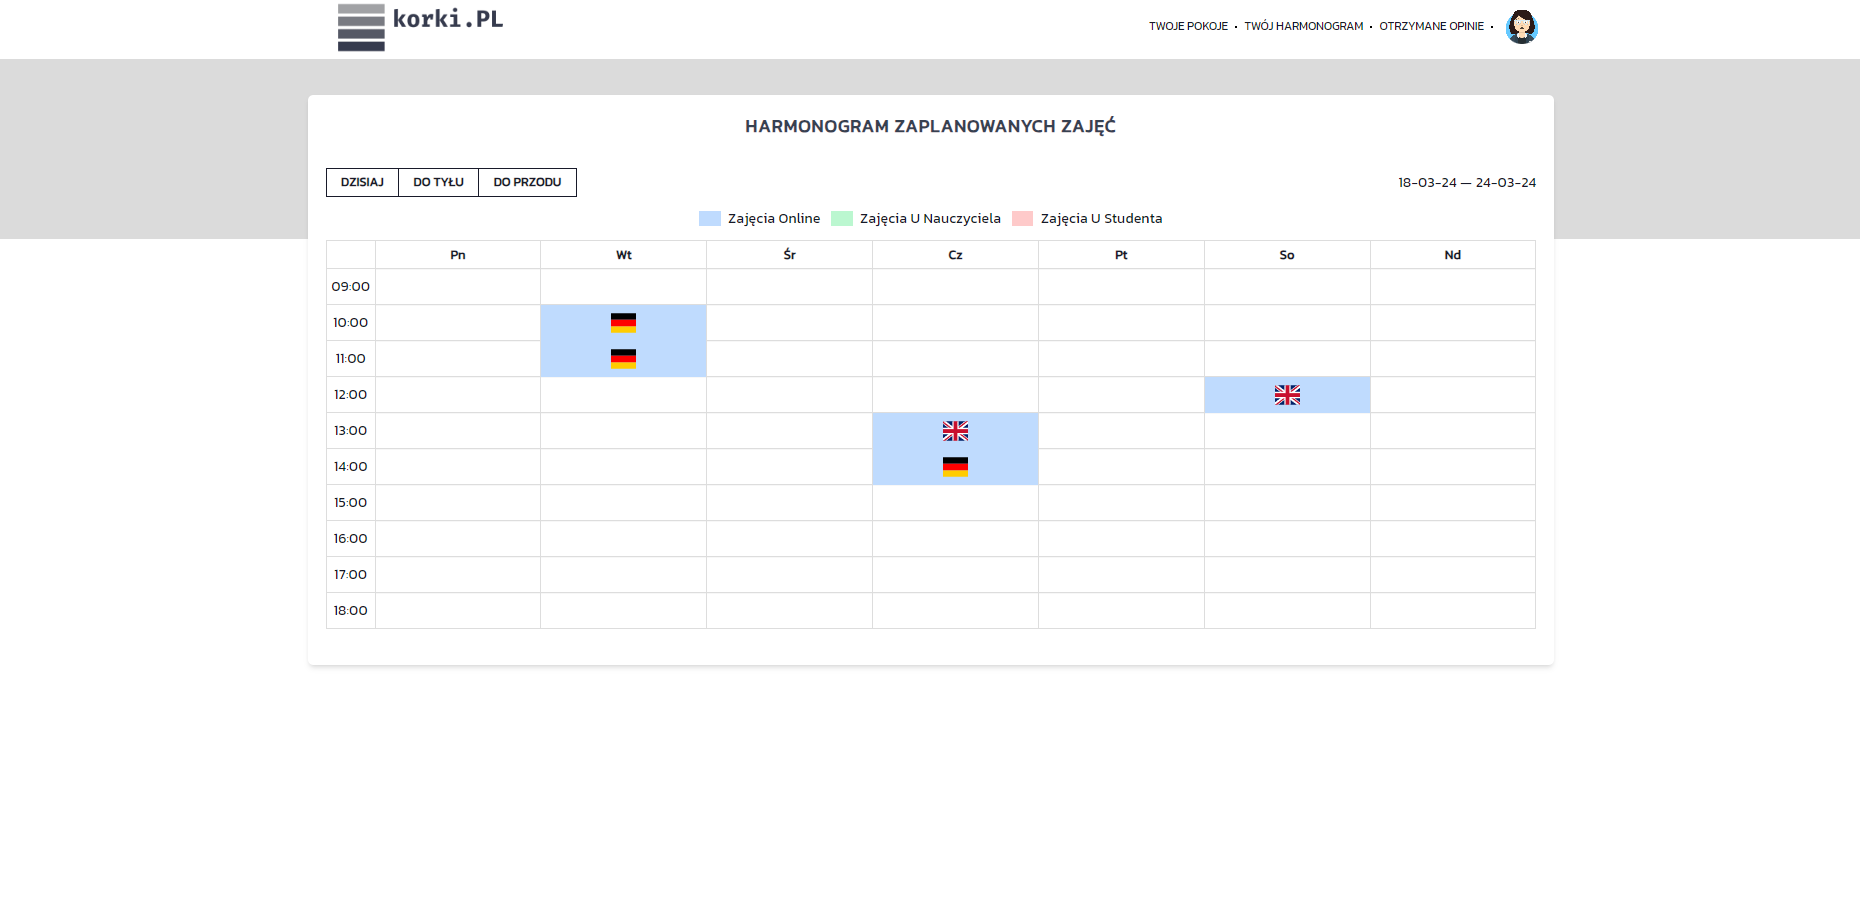 korki.PL
TWOJE POKOJE • TWÓJ HARMONOGRAM • OTRZYMANE OPINIE •
HARMONOGRAM ZAPLANOWANYCH ZAJĘĆ
DZISIAJ DO TYŁU DO PRZODU 18-03-24 — 24-03-24
Zajęcia Online Zajęcia U Nauczyciela Zajęcia U Studenta
Pn Wt Śr Cz Pt So Nd
09:00
10:00
11:00
12:00
13:00
14:00
15:00
16:00
17:00
18:00